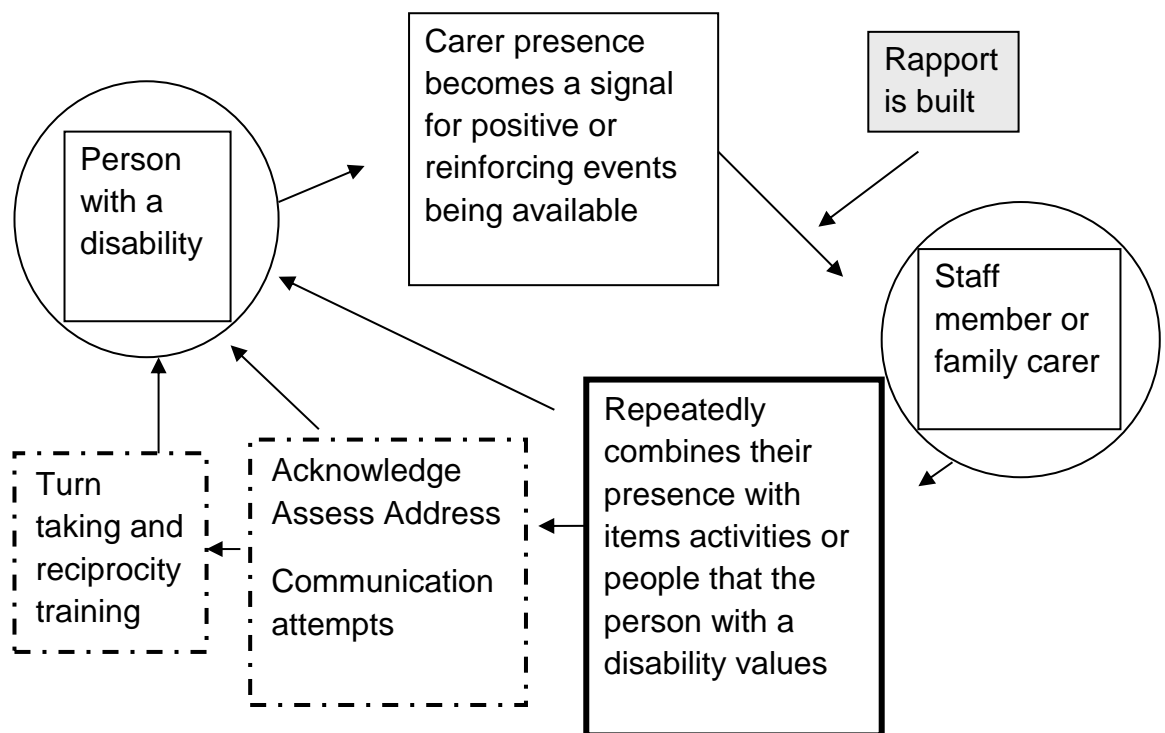 Carer presence
becomes a signal
for positive or
reinforcing events
being available
Rapport
is built
Person
with a
disability
Staff
member or
family carer
Repeatedly
combines their
presence with
items activities or
people that the
person with a
disability values
Acknowledge
Assess Address
Communication
attempts
Turn
taking and
reciprocity
training